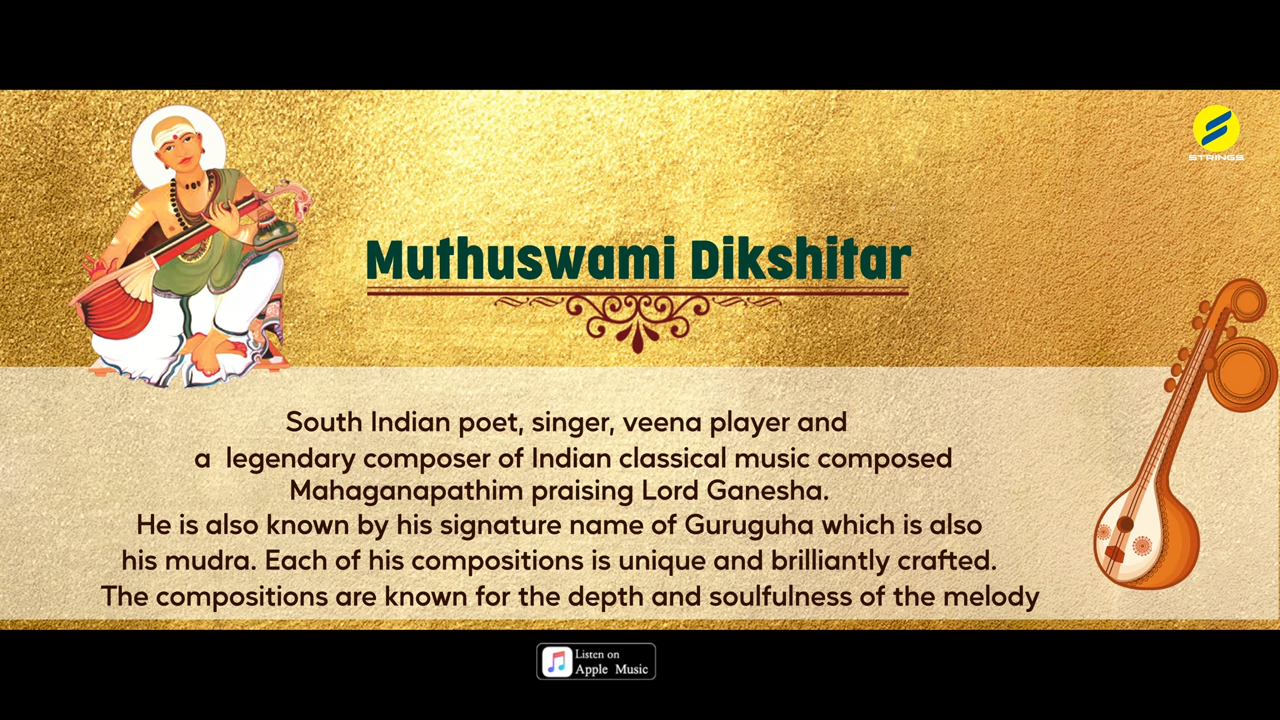 STRINGS
Muthuswami Dikshitar
South Indian poet, singer, veena player and
a legendary composer of Indian classical music composed
Mahaganapathim praising Lord Ganesha.
He is also known by his signature name of Guruguha which is also
his mudra. Each of his compositions is unique and brilliantly crafted.
The compositions are known for the depth and soulfulness of the melody
Listen on
Apple Music